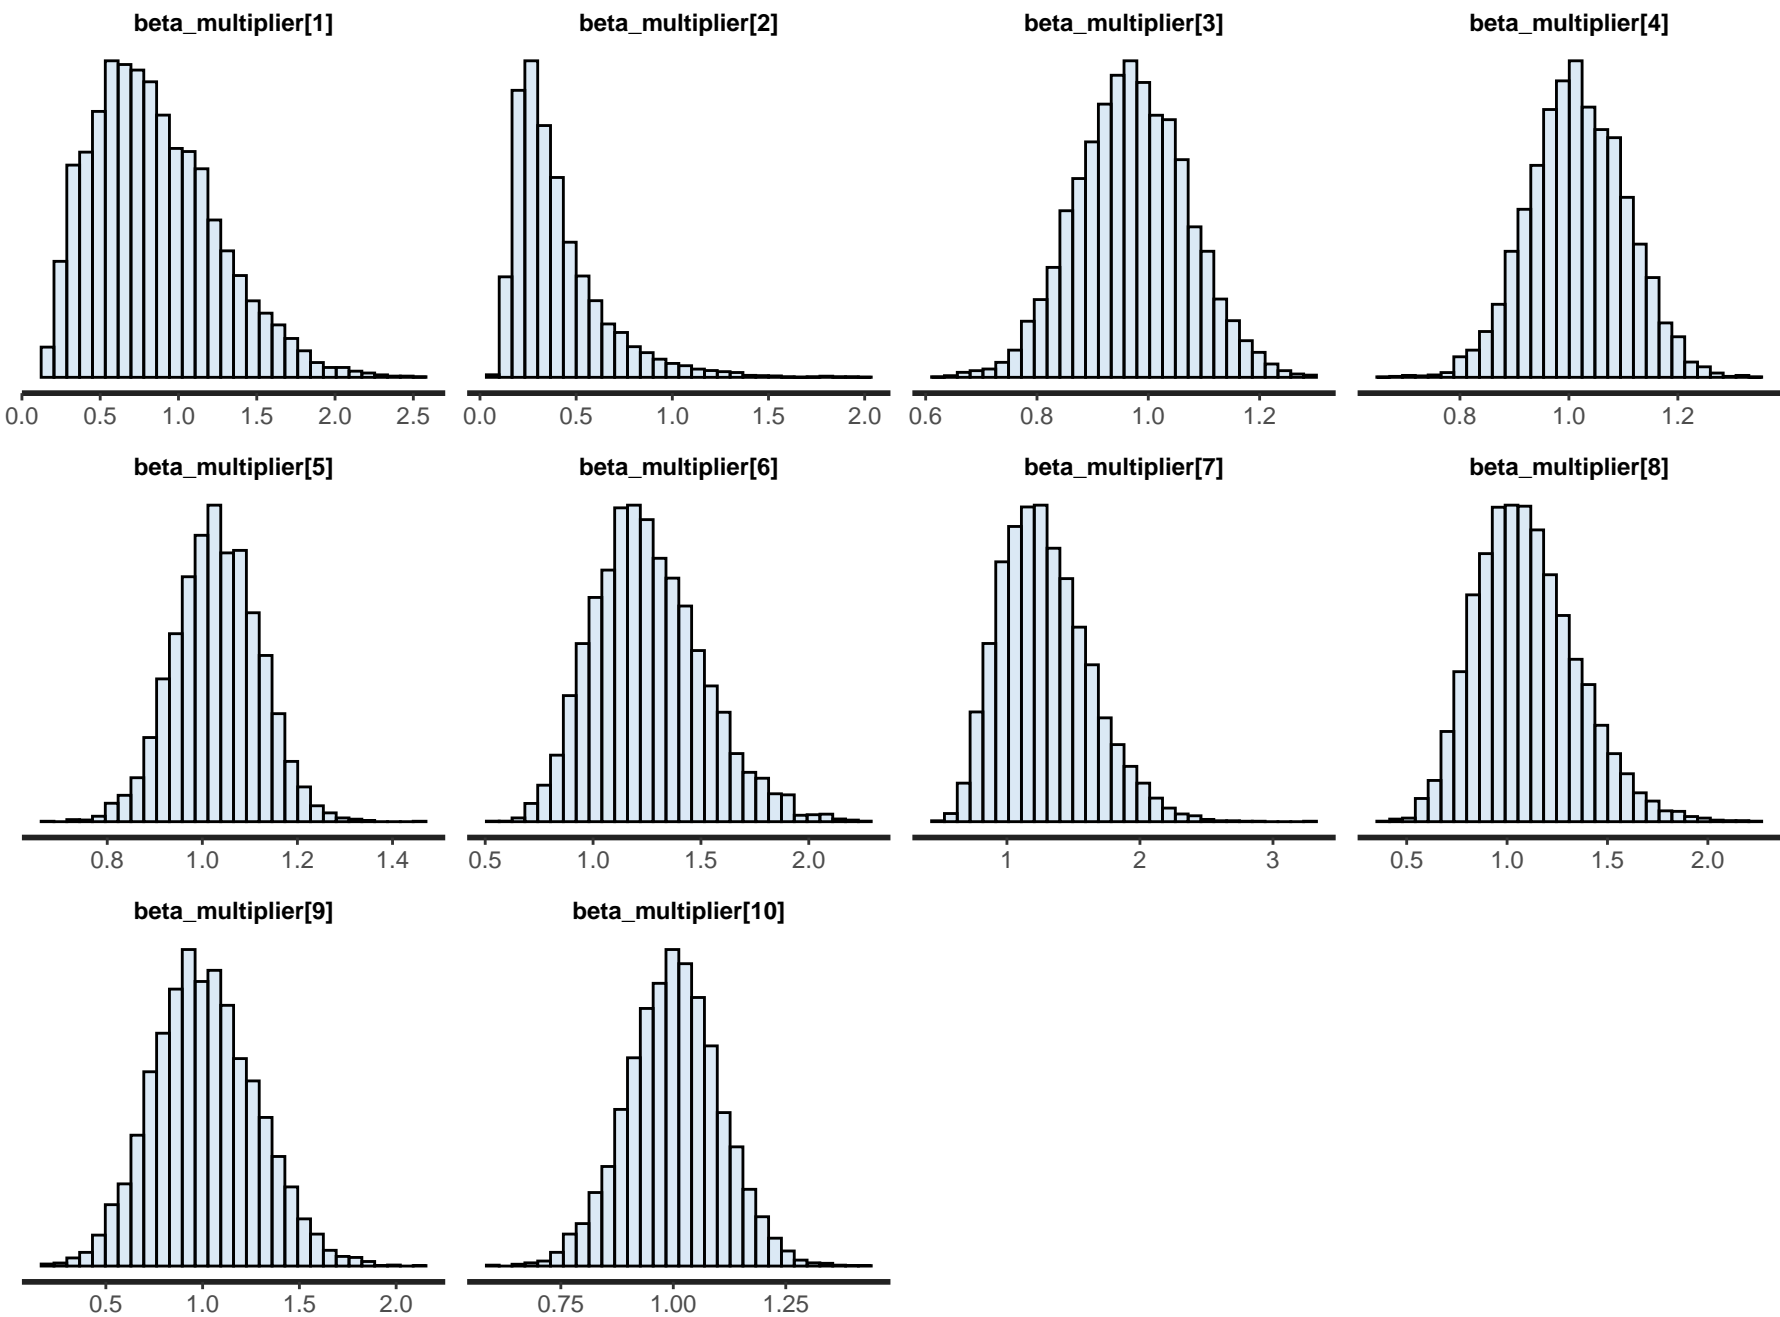 beta_multiplier[1] beta_multiplier[2] beta_multiplier[3] beta_multiplier[4]
0.0 0.5 1.0 1.5 2.0 2.5 0.0 0.5 1.0 1.5 2.0 0.6 0.8 1.0 1.2 0.8 1.0 1.2
beta_multiplier[5] beta_multiplier[6] beta_multiplier[7] beta_multiplier[8]
0.8 1.0 1.2 1.4 0.5 1.0 1.5 2.0 1 2 3 0.5 1.0 1.5 2.0
beta_multiplier[9] beta_multiplier[10]
0.5 1.0 1.5 2.0 0.75 1.00 1.25